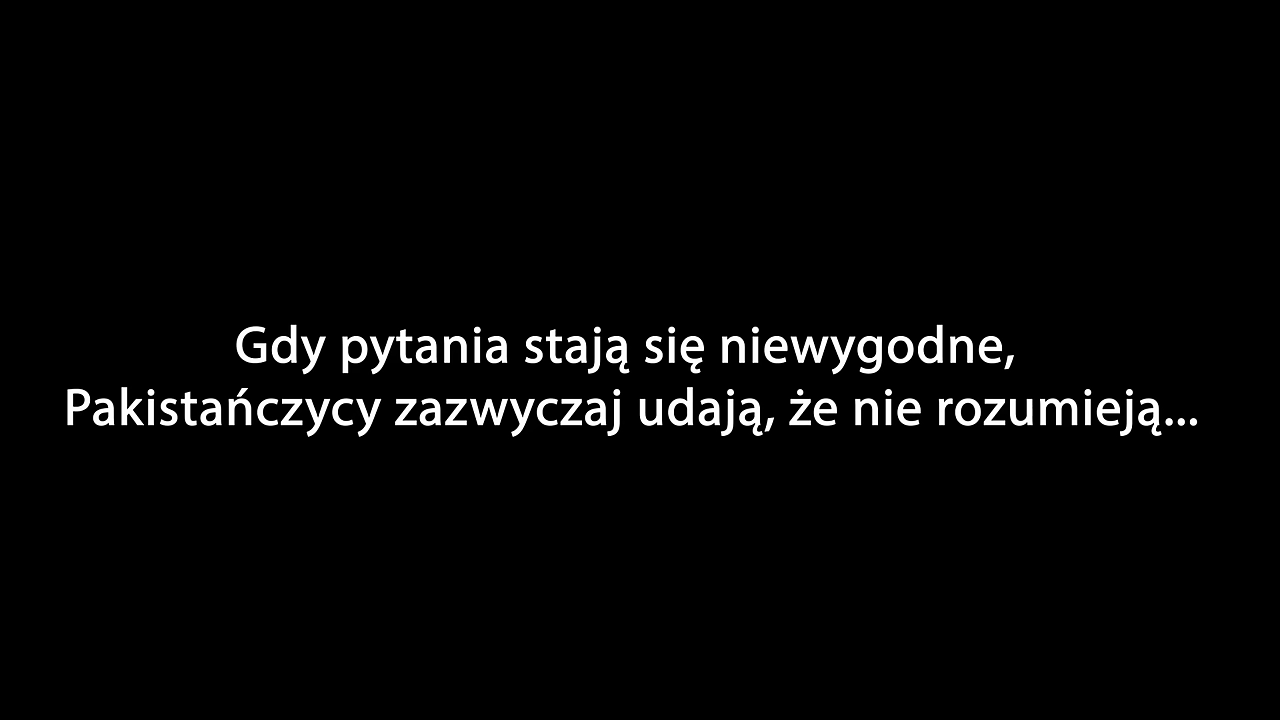 Gdy pytania stają się niewygodne,
Pakistańczycy zazwyczaj udają, że nie rozumieją...